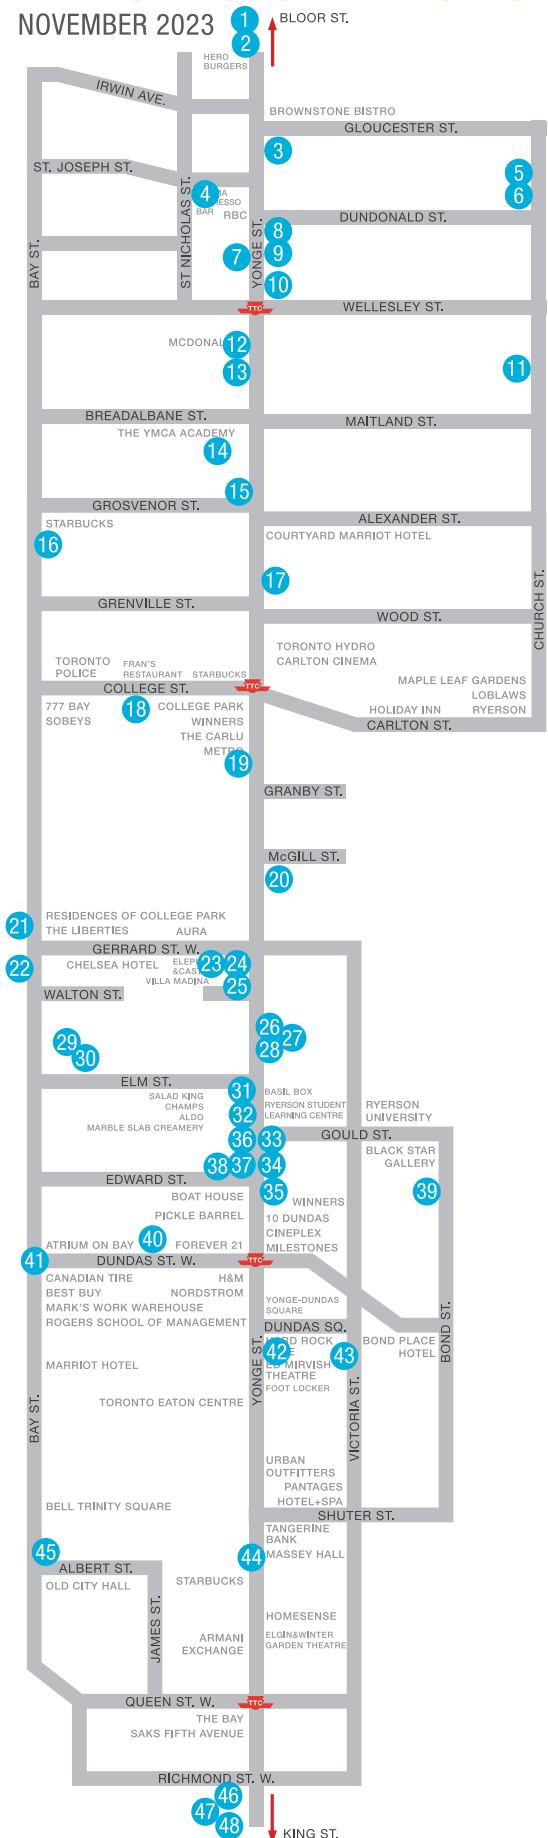 NOVEMBER 2023
1
BLOOR ST.
2
HERO
BURGERS
IRWIN AVE.
BROWNSTONE BISTRO
GLOUCESTER ST.
3
ST. JOSEPH ST.
5
4
6
BAR
RBC
ST NICHOLAS ST.
BAY ST.
YONGE ST.
DUNDONALD ST.
8
7
9
10
TTC
WELLESLEY ST.
12
13
11
BREADALBANE ST.
MAITLAND ST.
THE YMCA ACADEMY
14
15
GROSVENOR ST.
ALEXANDER ST.
STARBUCKS
COURTYARD MARRIOT HOTEL
16
17
CHURCH ST.
GRENVILLE ST.
WOOD ST.
TORONTO HYDRO
CARLTON CINEMA
TORONTO
POLICE
FRAN'S
RESTAURANT
STARBUCKS
COLLEGE ST.
TTC
MAPLE LEAF GARDENS
LOBLAWS
HOLIDAY INN
RYERSON
CARLTON ST.
777 BAY
SOBEYS
18
COLLEGE PARK
WINNERS
THE CARLU
METRO
19
GRANBY ST.
McGILL ST.
20
21
RESIDENCES OF COLLEGE PARK
THE LIBERTIES
AURA
GERRARD ST. W.
22
CHELSEA HOTEL
23
24
VILLA MADINA
25
WALTON ST.
26
27
28
29
30
ELM ST.
31
BASIL BOX
SALAD KING
CHAMPS
ALDO
MARBLE SLAB CREAMERY
32
RYERSON STUDENT
LEARNING CENTRE
RYERSON
UNIVERSITY
36
33
GOULD ST.
38
37
34
BLACK STAR
GALLERY
EDWARD ST.
35
39
BOAT HOUSE
WINNERS
PICKLE BARREL
10 DUNDAS
CINEPLEX
MILESTONES
ATRIUM ON BAY
40
FOREVER 21
41
DUNDAS ST. W.
TTC
CANADIAN TIRE
H&M
BEST BUY
NORDSTROM
MARK'S WORK WAREHOUSE
ROGERS SCHOOL OF MANAGEMENT
YONGE-DUNDAS
SQUARE
DUNDAS SQ.
BOND ST.
ROCK
42
43
BOND PLACE
HOTEL
MIRVISH
THEATRE
FOOT LOCKER
MARRIOT HOTEL
YONGE ST.
VICTORIA ST.
BAY ST.
TORONTO EATON CENTRE
URBAN
OUTFITTERS
PANTAGES
HOTEL+SPA
BELL TRINITY SQUARE
SHUTER ST.
TANGERINE
BANK
MASSEY HALL
44
45
ALBERT ST.
OLD CITY HALL
STARBUCKS
JAMES ST.
HOMESENSE
ARMANI
EXCHANGE
ELGIN&WINTER
GARDEN THEATRE
QUEEN ST. W.
TTC
THE BAY
SAKS FIFTH AVENUE
RICHMOND ST. W.
46
47
48
KING ST.